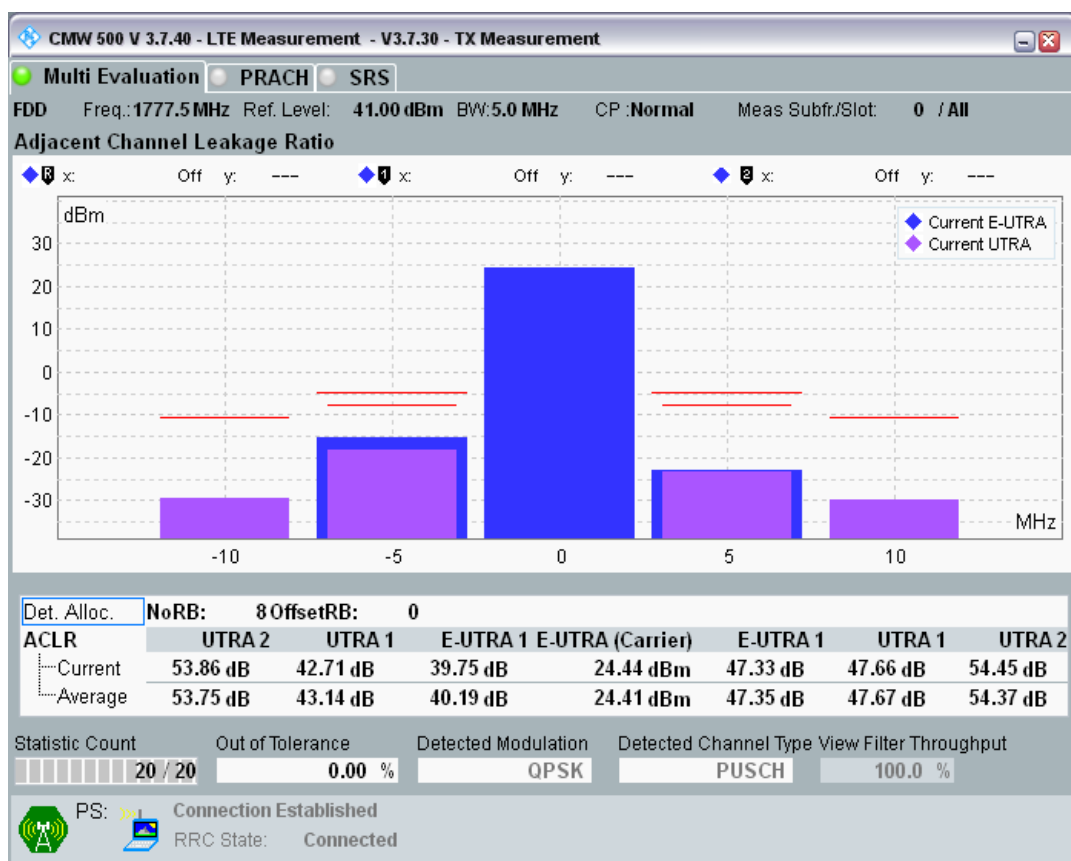 CMW 500 V 3.7.40 - LTE Measurement - V3.7.30 - TX Measurement
Multi Evaluation PRACH SRS
FDD Freq.: 1777.5 MHz Ref. Level: 41.00 dBm BW: 5.0 MHz CP : Normal Meas Subfr./Slot: 0 / All
Adjacent Channel Leakage Ratio
R x: Off y: --- 1 x: Off y: --- 2 x: Off y: ---
dBm
Current E-UTRA
Current UTRA
30
20
10
0
-10
-20
-30
MHz
-10 -5 0 5 10
Det. Alloc. NoRB: 8 OffsetRB: 0
ACLR UTRA 2 UTRA 1 E-UTRA 1 E-UTRA (Carrier) E-UTRA 1 UTRA 1 UTRA 2
Current 53.86 dB 42.71 dB 39.75 dB 24.44 dBm 47.33 dB 47.66 dB 54.45 dB
Average 53.75 dB 43.14 dB 40.19 dB 24.41 dBm 47.35 dB 47.67 dB 54.37 dB
Statistic Count Out of Tolerance Detected Modulation Detected Channel Type View Filter Throughput
20 / 20 0.00 % QPSK PUSCH 100.0 %
PS: Connection Established
RRC State: Connected